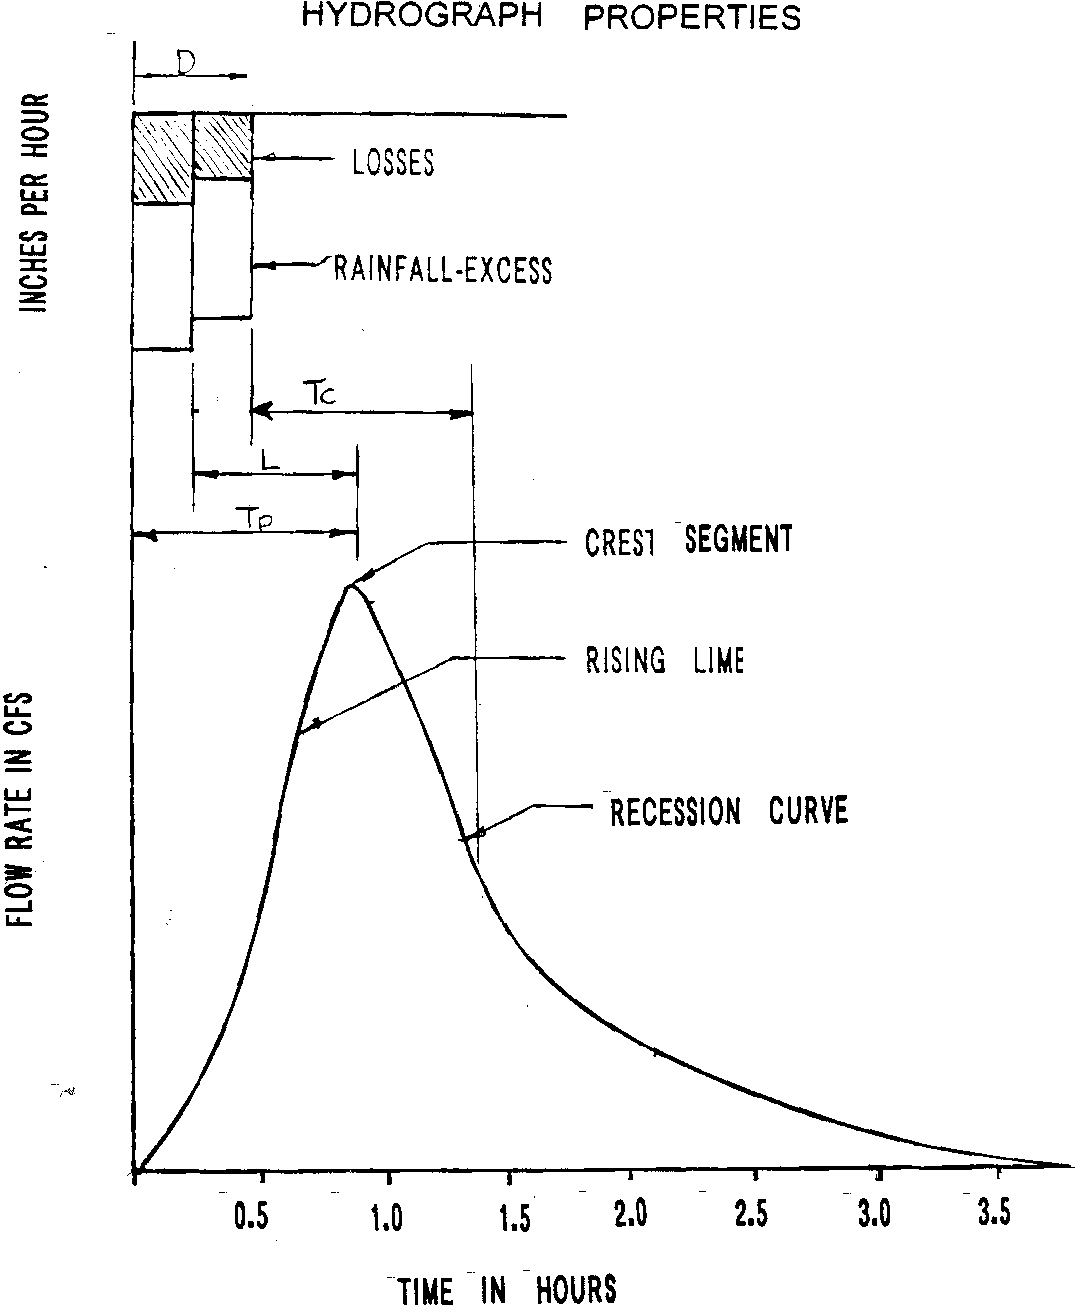 HYDROGRAPH PROPERTIES
D
INCHES PER HOUR
LOSSES
RAINFALL-EXCESS
Tc
L
Tp
CREST SEGMENT
RISING LIME
FLOW RATE IN CFS
RECESSION CURVE
0.5 1.0 1.5 2.0 2.5 3.0 3.5
TIME IN HOURS